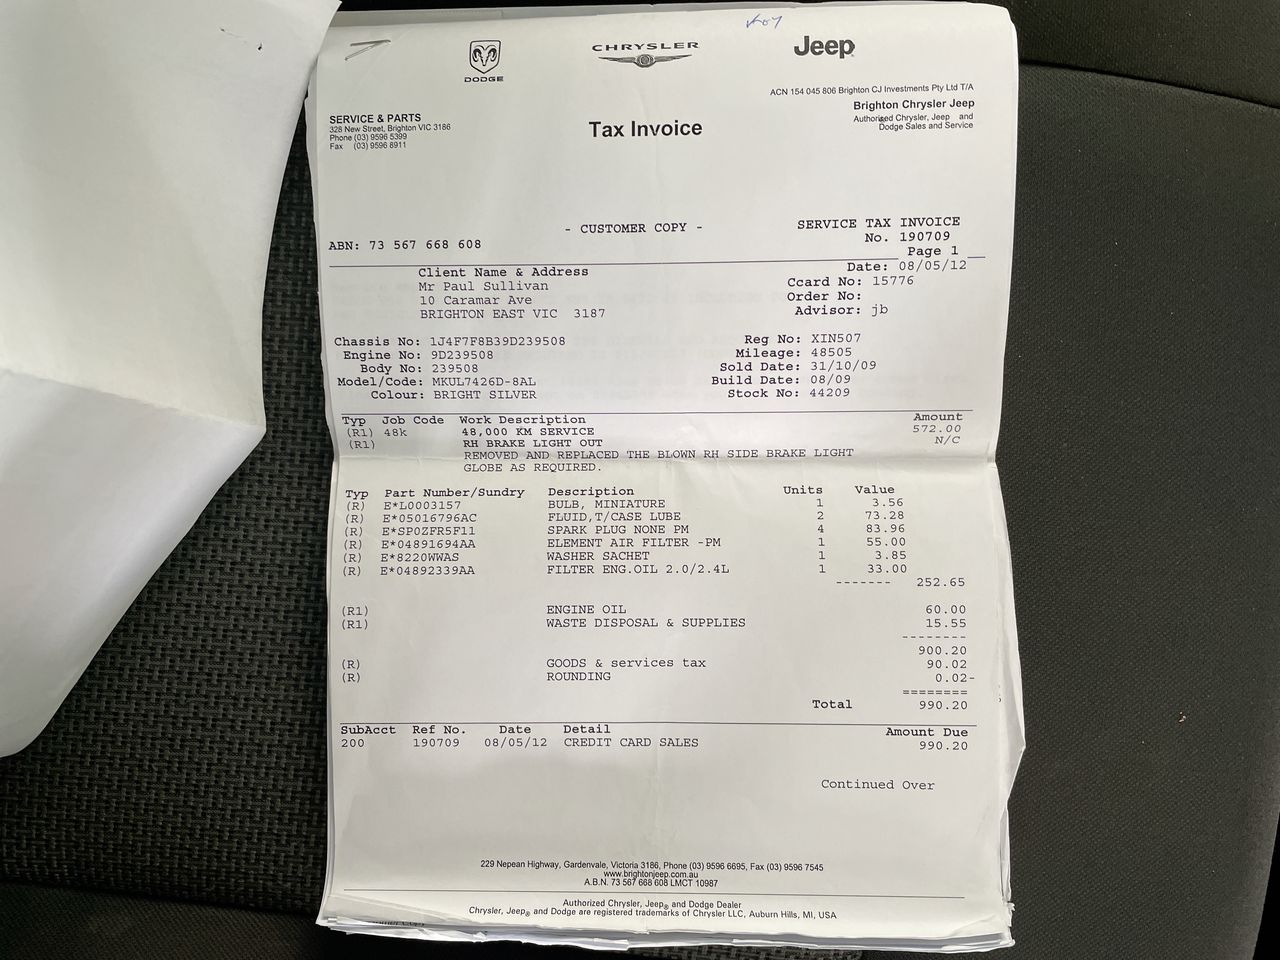 DODGE
CHRYSLER
Jeep
ACN 154 045 806 Brighton CJ Investments Pty Ltd T/A
Brighton Chrysler Jeep
Authorised Chrysler, Jeep and
Dodge Sales and Service
SERVICE & PARTS
328 New Street, Brighton VIC 3186
Phone (03) 9596 5399
Fax (03) 9596 8911
Tax Invoice
- CUSTOMER COPY -
SERVICE TAX INVOICE
No. 190709
ABN: 73 567 668 608
Page 1
Date: 08/05/12
Client Name & Address
Mr Paul Sullivan
10 Caramar Ave
BRIGHTON EAST VIC 3187
Ccard No: 15776
Order No:
Advisor: jb
Chassis No: 1J4F7F8B39D239508
Engine No: 9D239508
Body No: 239508
Model/Code: MKUL7426D-8AL
Colour: BRIGHT SILVER
Reg No: XIN507
Mileage: 48505
Sold Date: 31/10/09
Build Date: 08/09
Stock No: 44209
Typ Job Code Work Description Amount
(R1) 48k 48,000 KM SERVICE 572.00
(R1) RH BRAKE LIGHT OUT N/C
REMOVED AND REPLACED THE BLOWN RH SIDE BRAKE LIGHT
GLOBE AS REQUIRED.
Typ Part Number/Sundry Description Units Value
(R) E*L0003157 BULB, MINIATURE 1 3.56
(R) E*05016796AC FLUID,T/CASE LUBE 2 73.28
(R) E*SP0ZFR5F11 SPARK PLUG NONE PM 4 83.96
(R) E*04891694AA ELEMENT AIR FILTER -PM 1 55.00
(R) E*8220WWAS WASHER SACHET 1 3.85
(R) E*04892339AA FILTER ENG.OIL 2.0/2.4L 1 33.00
------- 252.65
(R1) ENGINE OIL 60.00
(R1) WASTE DISPOSAL & SUPPLIES 15.55
--------
900.20
(R) GOODS & services tax 90.02
(R) ROUNDING 0.02-
========
Total 990.20
SubAcct Ref No. Date Detail Amount Due
200 190709 08/05/12 CREDIT CARD SALES 990.20
Continued Over
229 Nepean Highway, Gardenvale, Victoria 3186, Phone (03) 9596 6695, Fax (03) 9596 7545
www.brightonjeep.com.au
A.B.N. 73 567 668 608 LMCT 10987
Authorized Chrysler, Jeep® and Dodge Dealer
Chrysler, Jeep® and Dodge are registered trademarks of Chrysler LLC, Auburn Hills, MI, USA